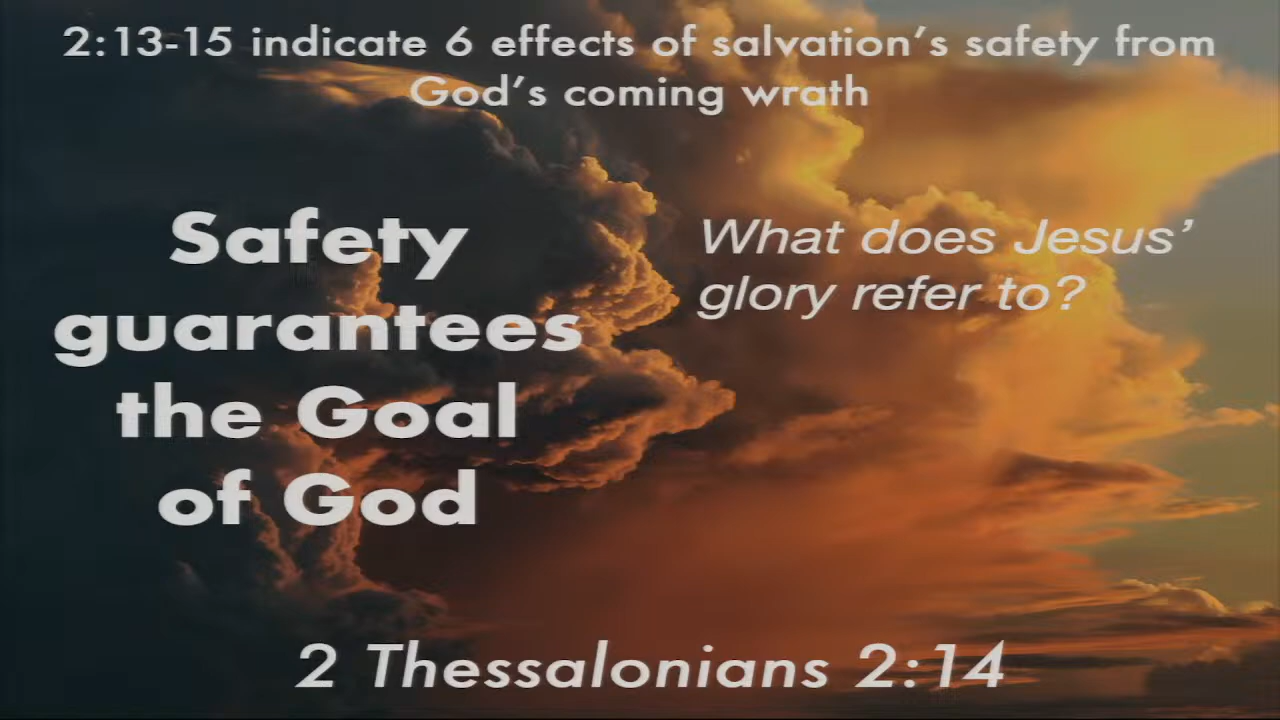 2:13-15 indicate 6 effects of salvation’s safety from
God’s coming wrath
Safety
guarantees
the Goal
of God
What does Jesus’
glory refer to?
2 Thessalonians 2:14